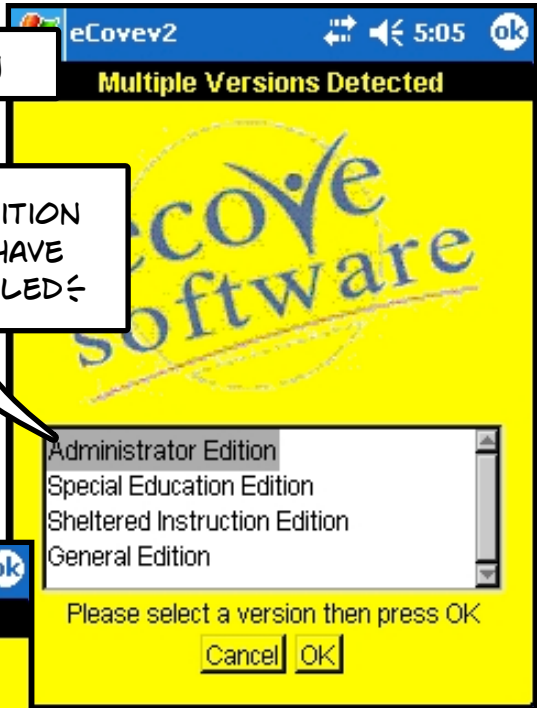 eCovev2 5:05 ok
Multiple Versions Detected
ecove
software
ITION
HAVE
LED
Administrator Edition
Special Education Edition
Sheltered Instruction Edition
General Edition
Please select a version then press OK
Cancel OK
ok